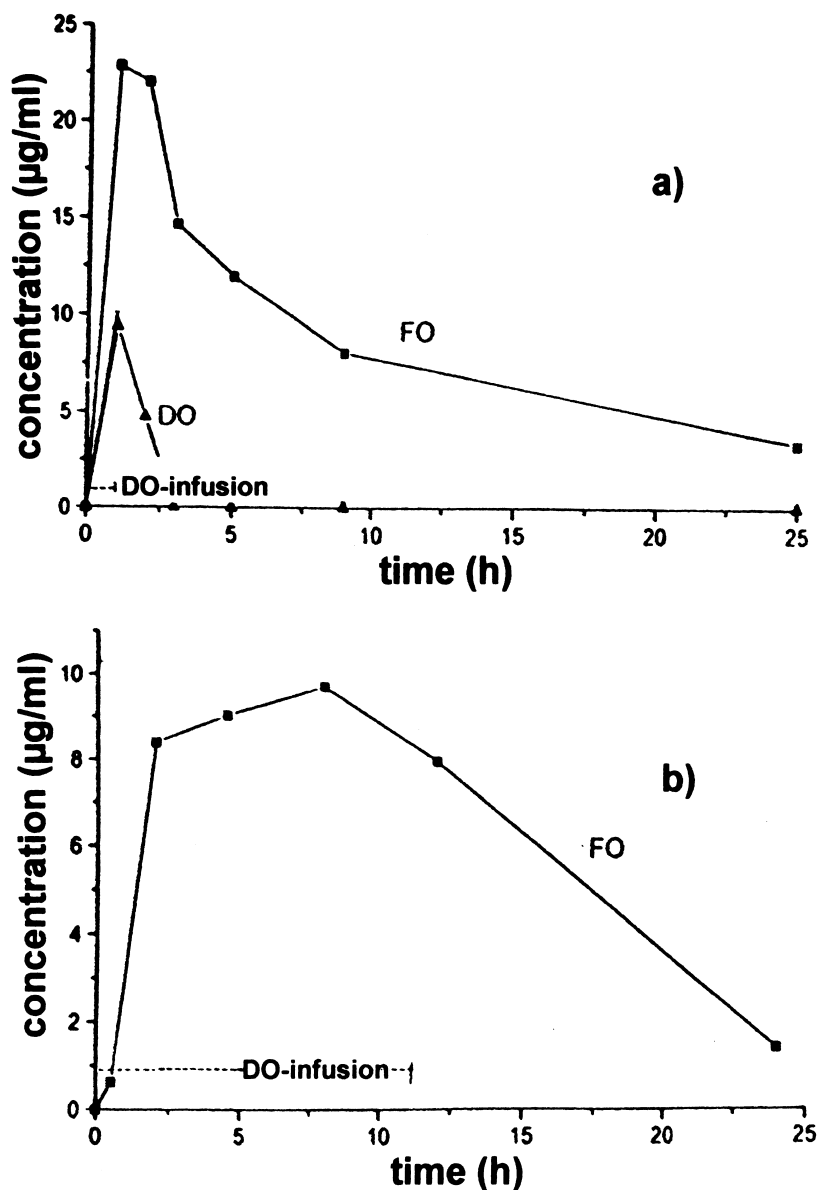 25
20
15
10
5
0
concentration (µg/ml)
a)
FO
DO
DO-infusion
0 5 10 15 20 25
time (h)
10
8
6
4
2
0
concentration (µg/ml)
b)
FO
DO-infusion
0 5 10 15 20 25
time (h)